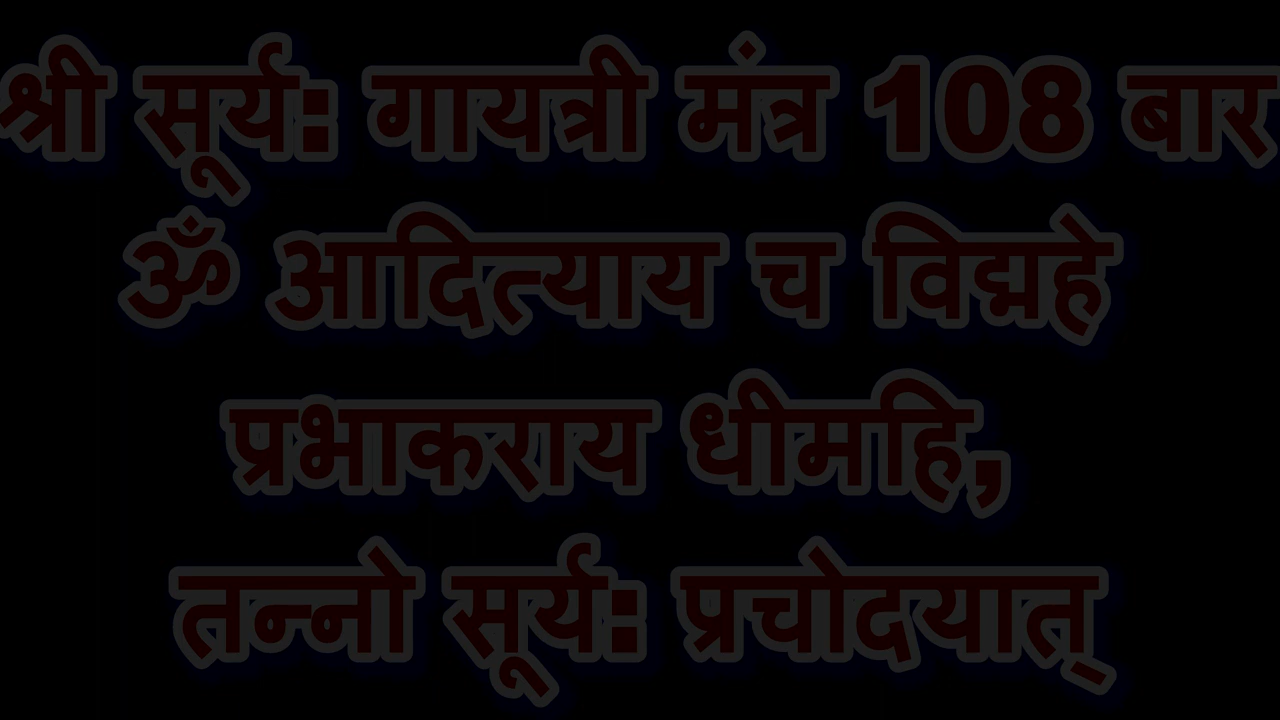 श्री सूर्यः गायत्री मंत्र 108 बार
ॐ आदित्याय च विद्महे
प्रभाकराय धीमहि,
तन्नो सूर्यः प्रचोदयात्